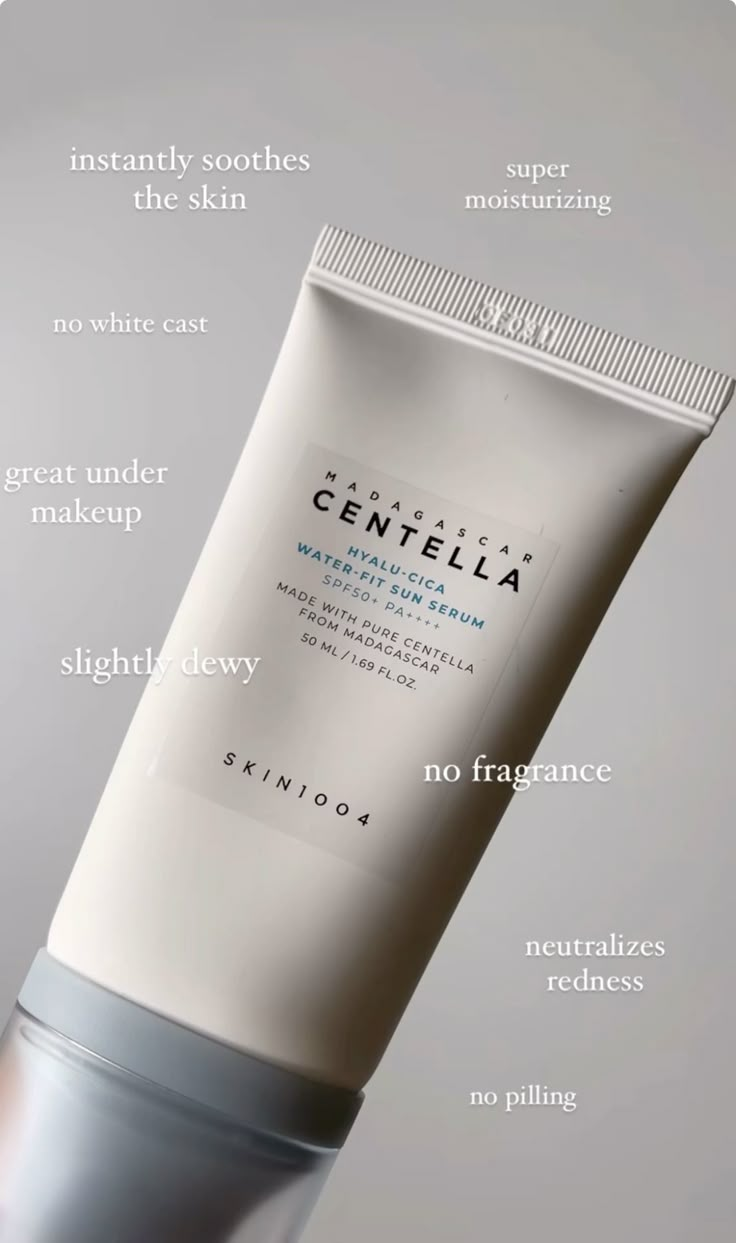 instantly soothes
the skin
super
moisturizing
no white cast
great under
makeup
MADAGASCAR
CENTELLA
HYALU-CICA
WATER-FIT SUN SERUM
SPF50+ PA++++
MADE WITH PURE CENTELLA
FROM MADAGASCAR
50 ML / 1.69 FL.OZ.
slightly dewy
SKIN1004
no fragrance
neutralizes
redness
no pilling